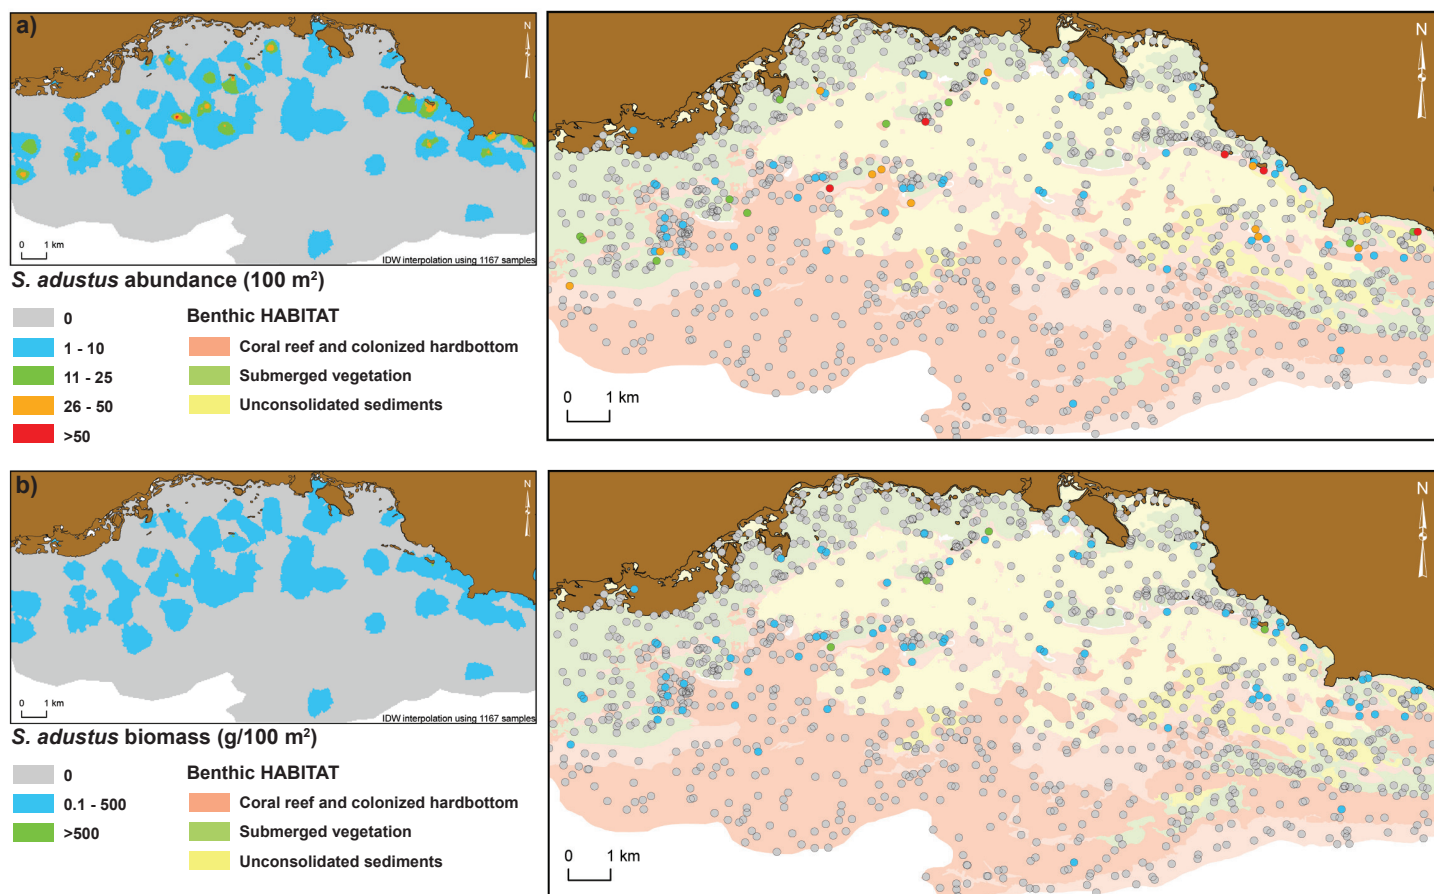 a)
N
0 1 km
IDW interpolation using 1167 samples
S. adustus abundance (100 m²)
0
1 - 10
11 - 25
26 - 50
>50
Benthic HABITAT
Coral reef and colonized hardbottom
Submerged vegetation
Unconsolidated sediments
N
0 1 km
b)
N
0 1 km
IDW interpolation using 1167 samples
S. adustus biomass (g/100 m²)
0
0.1 - 500
>500
Benthic HABITAT
Coral reef and colonized hardbottom
Submerged vegetation
Unconsolidated sediments
N
0 1 km